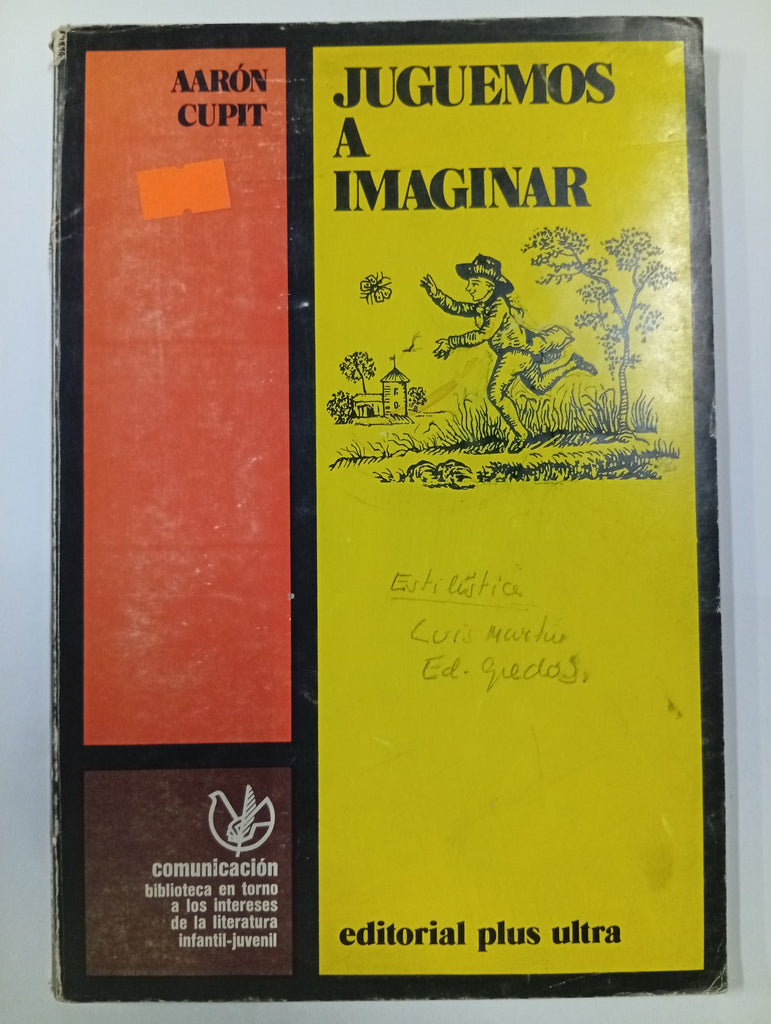 AARÓN
CUPIT
JUGUEMOS
A
IMAGINAR
Estilística
Luis Martín
Ed. Gredos.
comunicación
biblioteca en torno
a los intereses
de la literatura
infantil-juvenil
editorial plus ultra